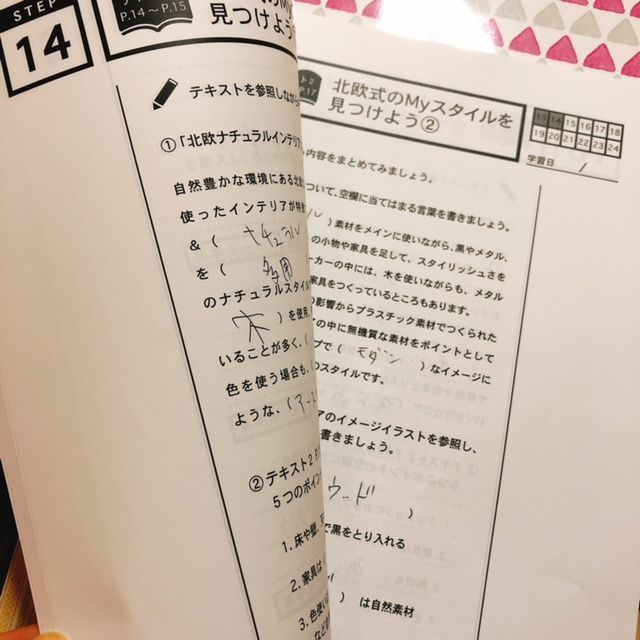 STEP
14
P.14～P.15
見つけよう
テキストを参照しながら
①「北欧ナチュラルインテリア
自然豊かな環境にある北
使ったインテリアが特
& ( ナチュラル
を ( 多用
のナチュラルスタイル
( 木 ) を使用
いることが多く、(
色を使う場合も、
ような、(アース
② テキスト2 P
5つのポイン
1. 床や壁、
2. 家具は
3. 色使い
など
P.17
北欧式のMyスタイルを
見つけよう②
13 14 15 16 17 18
19 20 21 22 23 24
学習日 /
内容をまとめてみましょう。
ついて、空欄に当てはまる言葉を書きましょう。
) 素材をメインに使いながら、黒やメタル、
の小物や家具を足して、スタイリッシュさを
ーカーの中には、木を使いながらも、メタル
家具をつくっているところもあります。
の影響からプラスチック素材でつくられた
の中に無機質な素材をポイントとして
プで ( モダン ) なイメージに
のスタイルです。
アのイメージイラストを参照し、
書きましょう。
ウッド )
で黒をとり入れる
) は自然素材